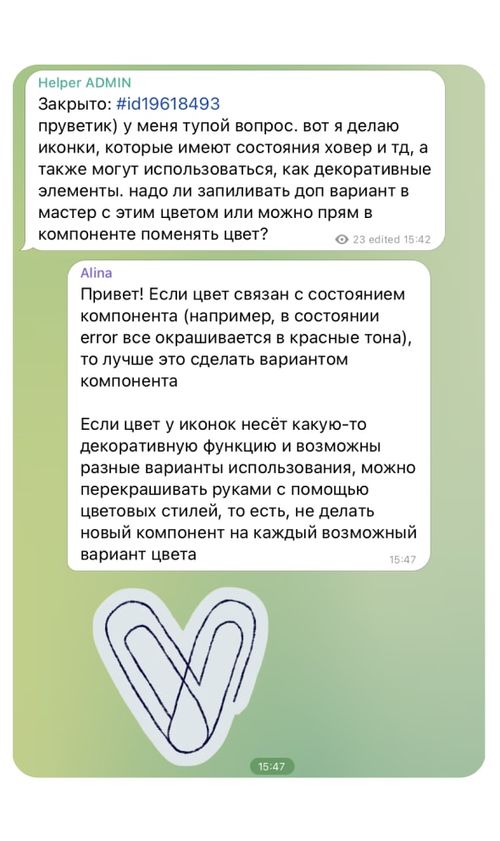 Helper ADMIN
Закрыто: #id19618493
пруветик) у меня тупой вопрос. вот я делаю
иконки, которые имеют состояния ховер и тд, а
также могут использоваться, как декоративные
элементы. надо ли запиливать доп вариант в
мастер с этим цветом или можно прям в
компоненте поменять цвет?
23 edited 15:42
Alina
Привет! Если цвет связан с состоянием
компонента (например, в состоянии
error все окрашивается в красные тона),
то лучше это сделать вариантом
компонента
Если цвет у иконок несёт какую-то
декоративную функцию и возможны
разные варианты использования, можно
перекрашивать руками с помощью
цветовых стилей, то есть, не делать
новый компонент на каждый возможный
вариант цвета
15:47
15:47